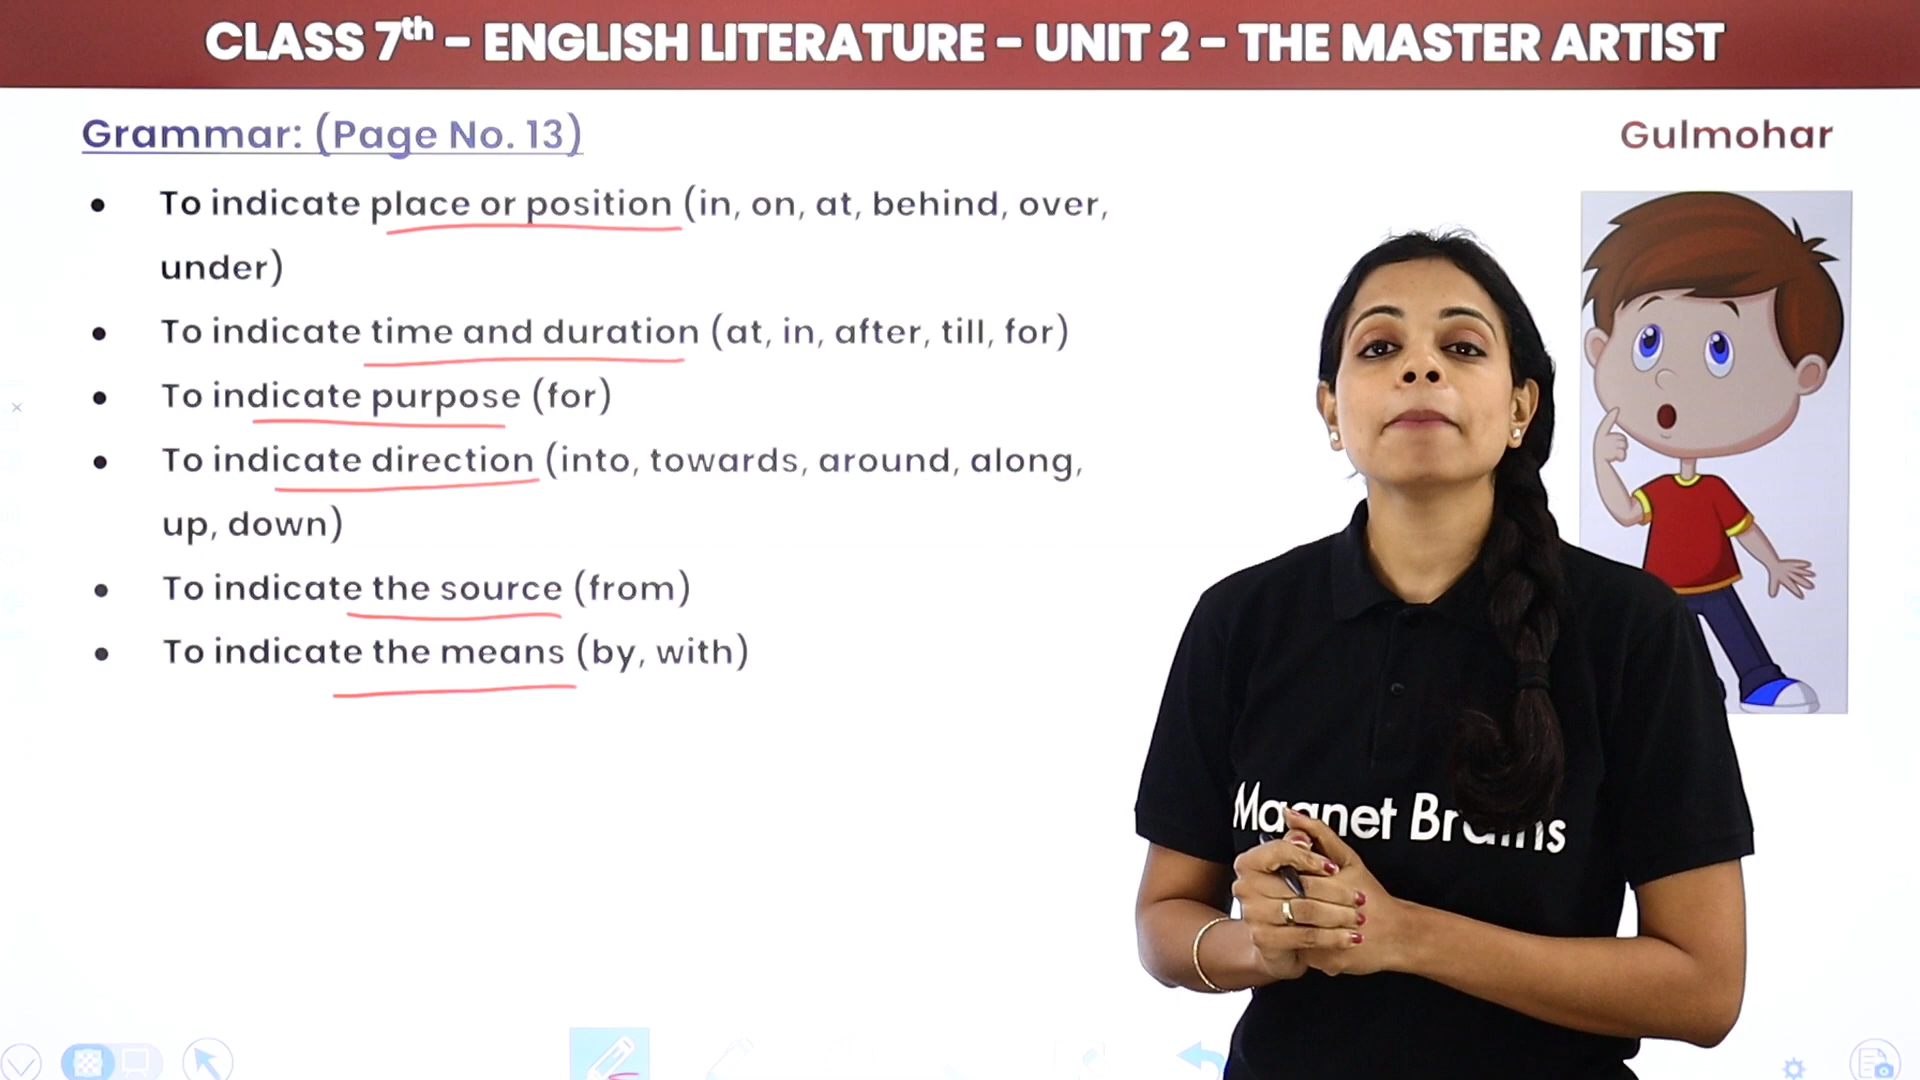 CLASS 7th - ENGLISH LITERATURE - UNIT 2 - THE MASTER ARTIST
Grammar: (Page No. 13)
Gulmohar
• To indicate place or position (in, on, at, behind, over,
under)
• To indicate time and duration (at, in, after, till, for)
• To indicate purpose (for)
• To indicate direction (into, towards, around, along,
up, down)
• To indicate the source (from)
• To indicate the means (by, with)
Magnet Brains